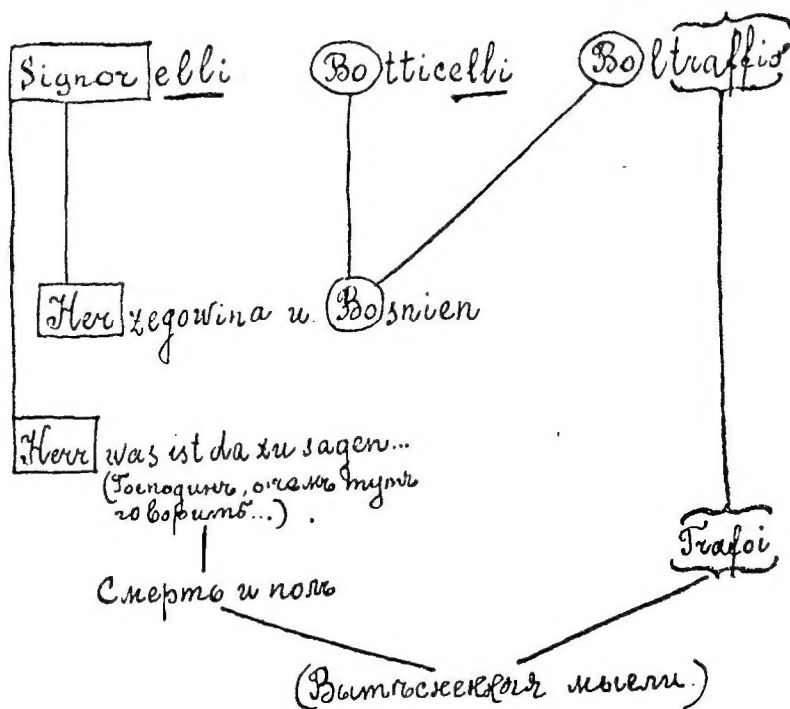 Signorelli Botticelli Boltraffio
Herzegowina u. Bosnien
Herr was ist da zu sagen...
(Господинъ, о чемъ тутъ
говорить...).
Trafoi
Смерть и полъ
(Вытѣсненныя мысли.)